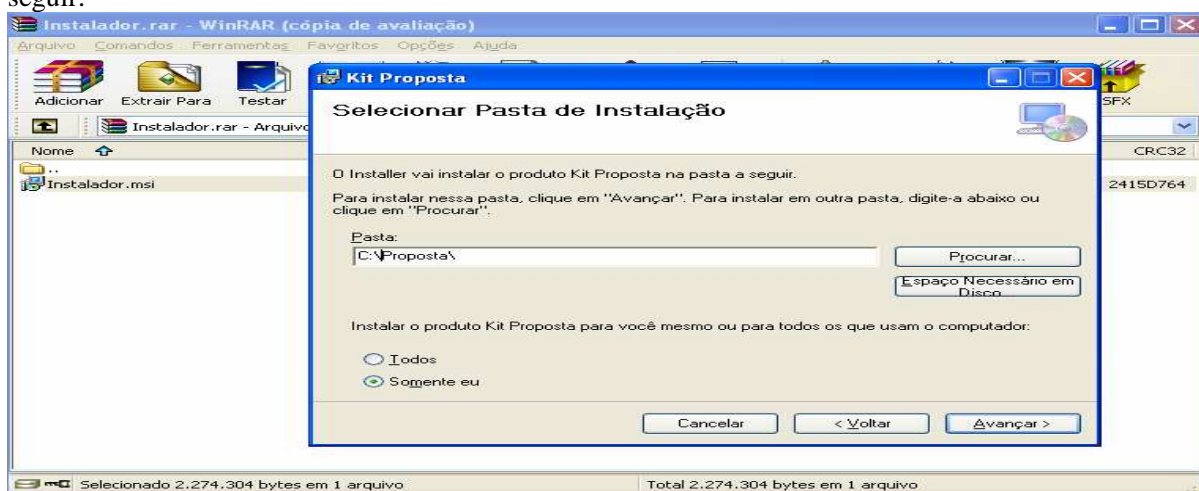 seguir:
Instalador.rar - WinRAR (cópia de avaliação)
Arquivo Comandos Ferramentas Favoritos Opções Ajuda
Adicionar Extrair Para Testar SFX
Instalador.rar - Arquivo
Nome CRC32
..
Instalador.msi 2415D764
Kit Proposta
Selecionar Pasta de Instalação
O Installer vai instalar o produto Kit Proposta na pasta a seguir.
Para instalar nessa pasta, clique em "Avançar". Para instalar em outra pasta, digite-a abaixo ou
clique em "Procurar".
Pasta:
C:\Proposta\
Procurar...
Espaço Necessário em
Disco
Instalar o produto Kit Proposta para você mesmo ou para todos os que usam o computador:
Todos
Somente eu
Cancelar < Voltar Avançar >
Selecionado 2.274.304 bytes em 1 arquivo Total 2.274.304 bytes em 1 arquivo